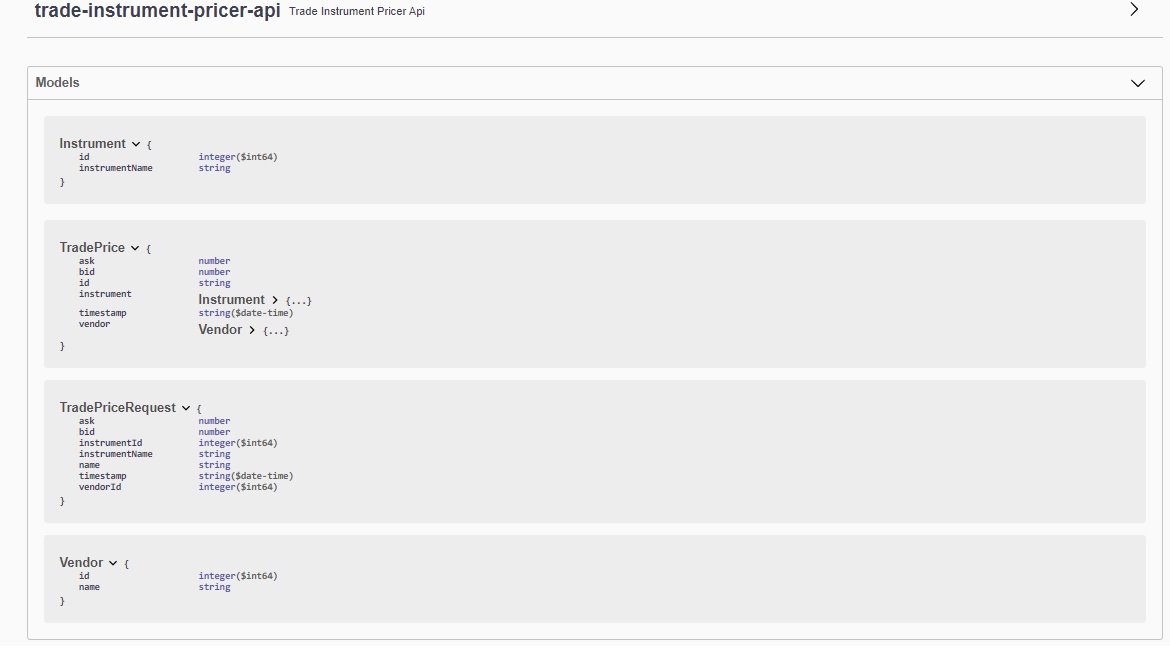 trade-instrument-pricer-api Trade Instrument Pricer Api
Models
Instrument {
id integer($int64)
instrumentName string
}
TradePrice {
ask number
bid number
id string
instrument Instrument > {...}
timestamp string($date-time)
vendor Vendor > {...}
}
TradePriceRequest {
ask number
bid number
instrumentId integer($int64)
instrumentName string
name string
timestamp string($date-time)
vendorId integer($int64)
}
Vendor {
id integer($int64)
name string
}